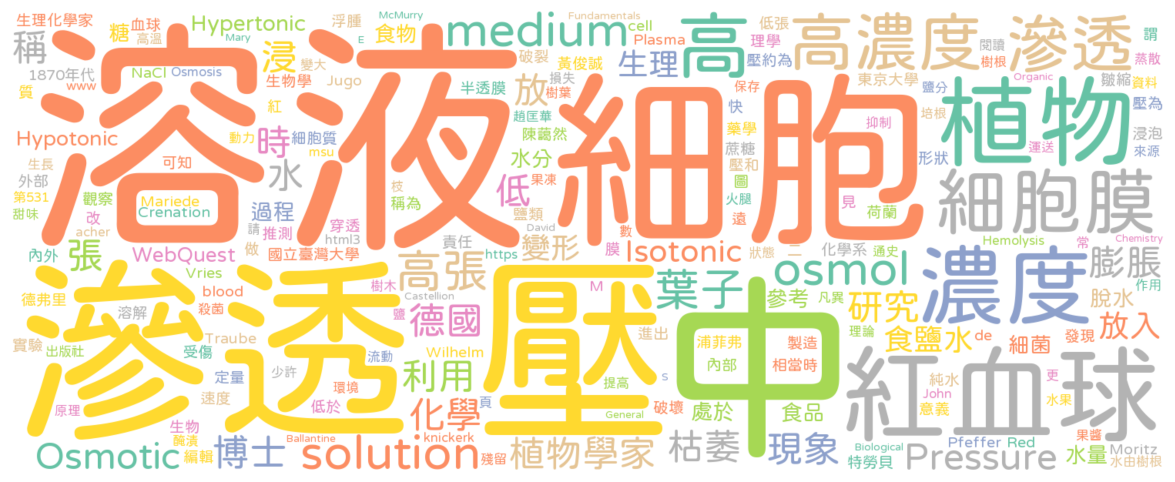 生理化學家 血球 Hypertonic 浮腫 McMurry cell Fundamentals 低張 高濃度 滲透 謂
稱 糖 高溫 Mary 浸 E 食物 medium Plasma 高 理學 閱讀 樹根 蒸散
1870年代 NaCl Osmosis 變大 破裂 黃俊誠 生理 壓約為 Organic 皺縮 資料
質 www 生物學 Jugo 損失 半透膜 樹葉 放 保存 東京大學 鹽分 植物 壓為
Hypotonic 紅 時 動力 細胞質 溶液 細胞 趙匡華 快 抑制 培根 運送 浸泡
生長 可知 msu 陳藹然 藥學 蔗糖 形狀 來源
外部 水 枝 水分 果凍 壓和 細胞膜
第531 觀察 Mariede 低 圖 火腿 見 荷蘭
甜味 改 Crenation 過程 請 穿透 稱為 鹽類 遠
acher 推測 html3 責任 David 變形 數 Isotonic 化學系 通史 Hemolysis 常 Chemistry
內外 張 WebQuest 做 國立臺灣大學 https 高張 膜 狀態 二 osmol 濃度 膨脹
德弗里 Vries 樹木 Castellion M 葉子 參考 凡異 作用
溶解 殺菌 blood 鹽 德國 進出 研究 脫水
實驗 出版社 受傷 Traube 滲透壓 中 浦菲弗 製造 理論 食鹽水 de 發現 放入
流動 Wilhelm 內部 相當時 細菌
定量 少許 環境 利用 提高 s 純水 更 水果
原理 速度 低於 頁 化學 General 破壞 處於 食品 John 意義 紅血球
生物 Biological Pfeffer Red 果醬
醃漬 編輯 Ballantine knickerk
Osmotic 博士 殘留 solution 植物學家 枯萎 現象 特勞貝 Pressure 水量 Moritz 水由樹根